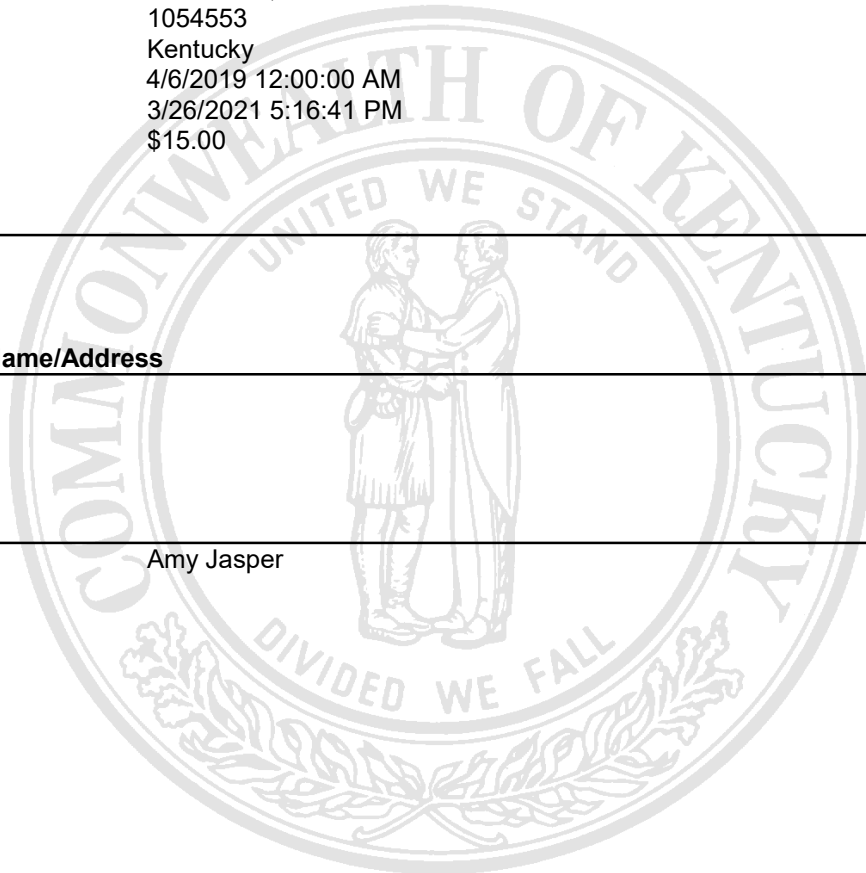 1054553
Kentucky
4/6/2019 12:00:00 AM
3/26/2021 5:16:41 PM
$15.00
COMMONWEALTH OF KENTUCKY
UNITED WE STAND
ame/Address
Amy Jasper
DIVIDED WE FALL